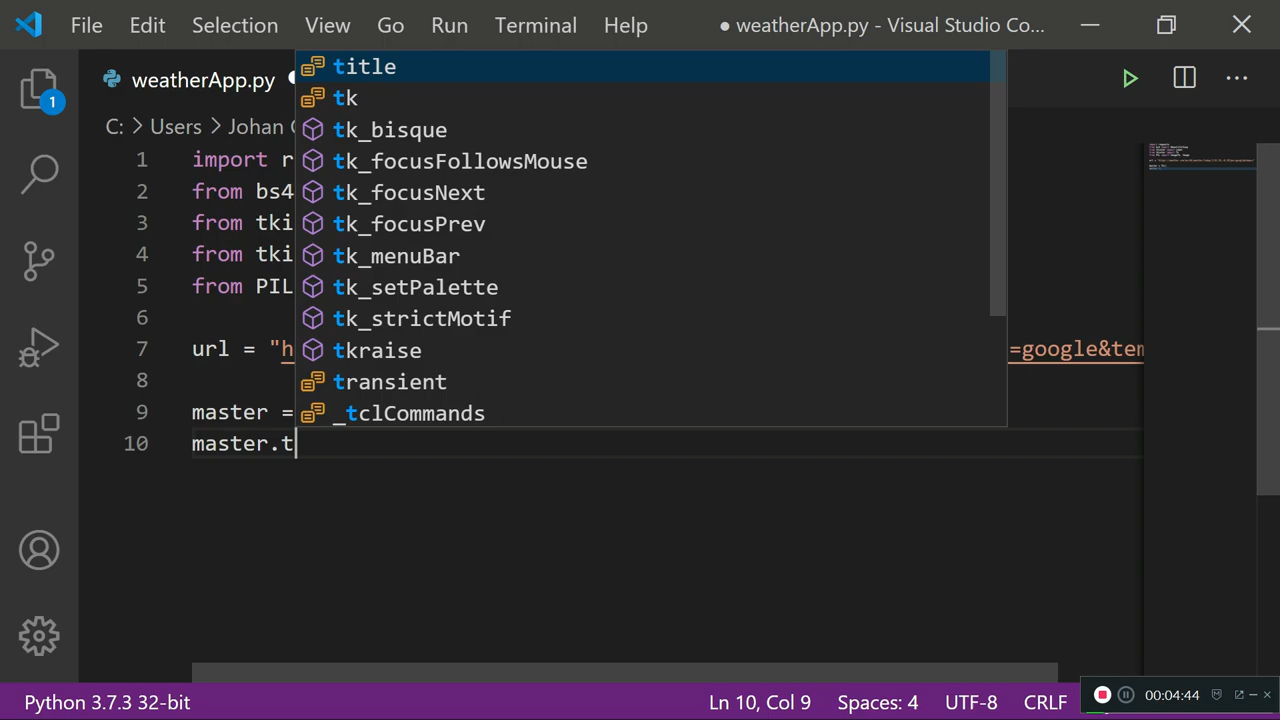 File Edit Selection View Go Run Terminal Help ● weatherApp.py - Visual Studio Co...
1
weatherApp.py
C: > Users > Johan
title
tk
tk_bisque
tk_focusFollowsMouse
tk_focusNext
tk_focusPrev
tk_menuBar
tk_setPalette
tk_strictMotif
tkraise
transient
_tclCommands
1 import r
2 from bs4
3 from tki
4 from tki
5 from PIL
6
7 url = "h =google&tem
8
9 master =
10 master.t
Python 3.7.3 32-bit Ln 10, Col 9 Spaces: 4 UTF-8 CRLF
00:04:44